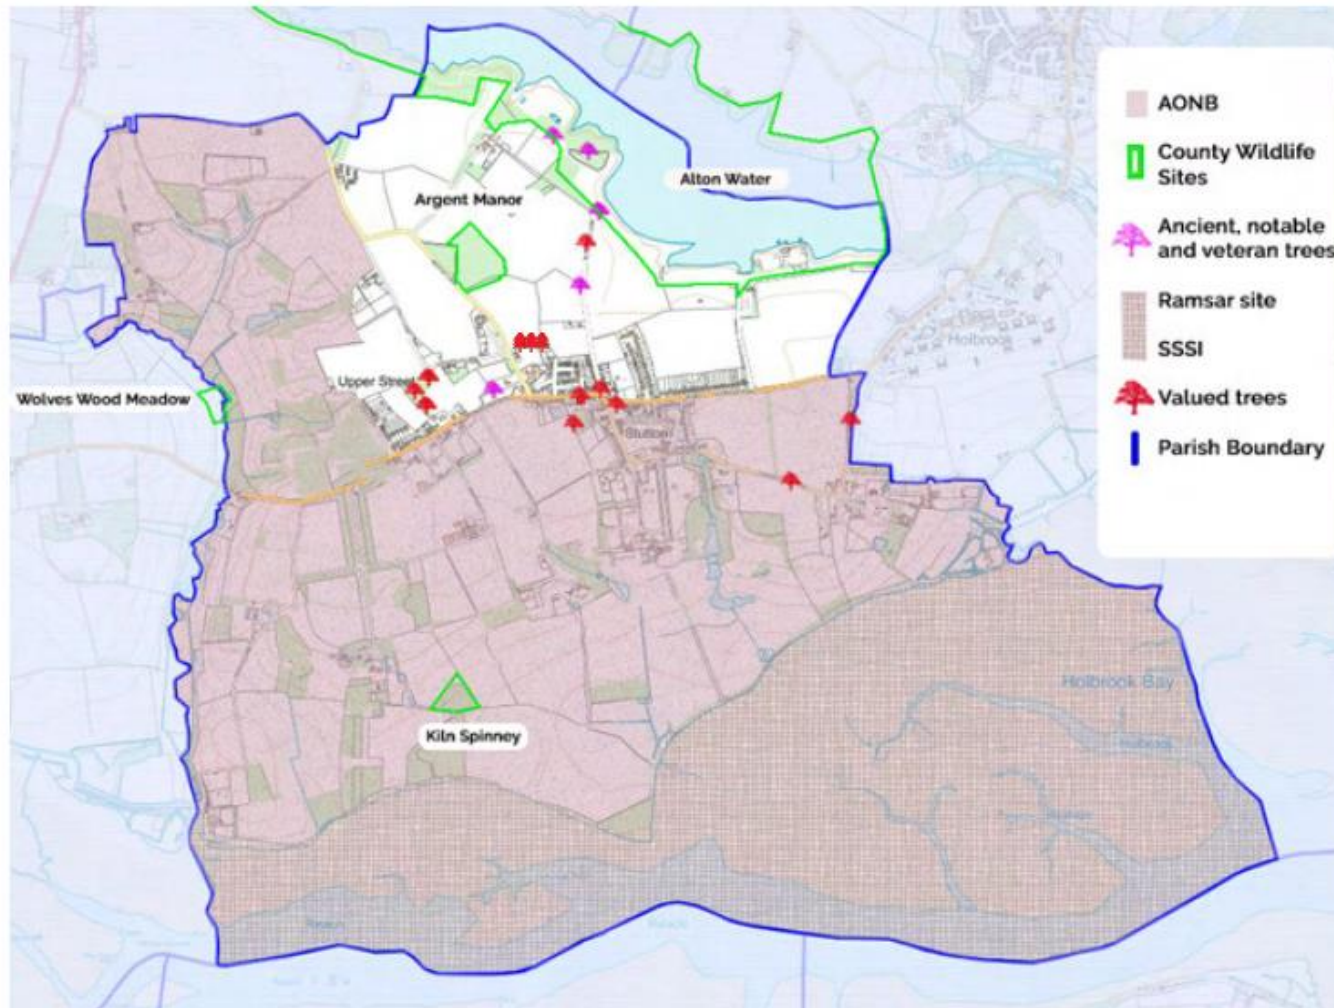 Alton Water
Argent Manor
Holbrook
Upper Street
Wolves Wood Meadow
Stutton
Holbrook Bay
Kiln Spinney
AONB
County Wildlife
Sites
Ancient, notable
and veteran trees
Ramsar site
SSSI
Valued trees
Parish Boundary